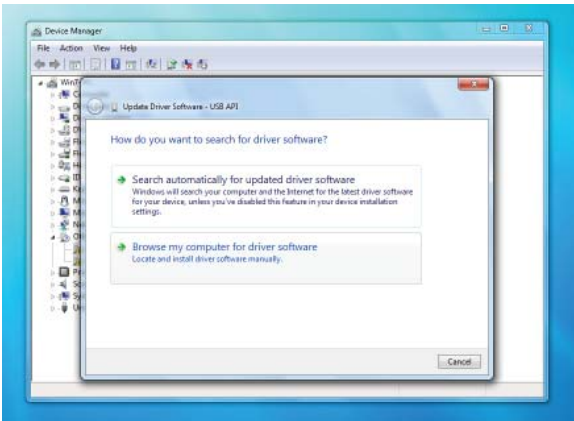 Device Manager
File Action View Help
Update Driver Software - USB API
How do you want to search for driver software?
Search automatically for updated driver software
Windows will search your computer and the Internet for the latest driver software
for your device, unless you've disabled this feature in your device installation
settings.
Browse my computer for driver software
Locate and install driver software manually.
Cancel